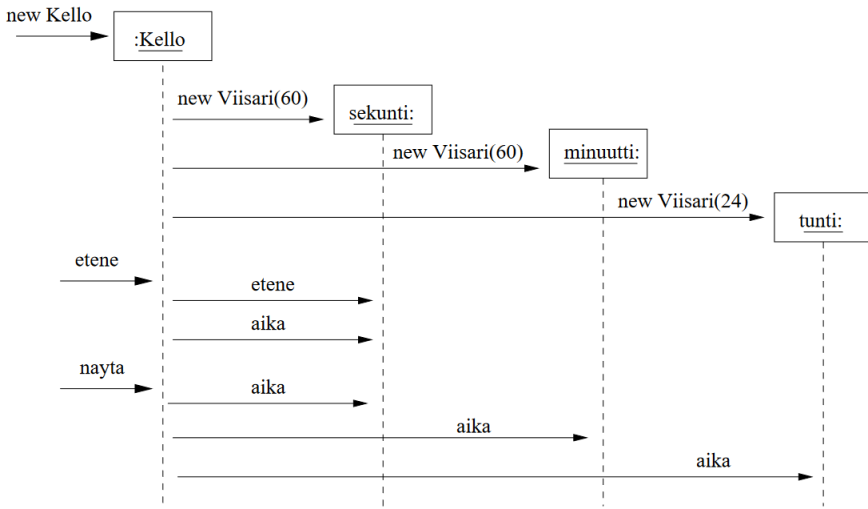 new Kello
:Kello
new Viisari(60)
sekunti:
new Viisari(60)
minuutti:
new Viisari(24)
tunti:
etene
etene
aika
nayta
aika
aika
aika